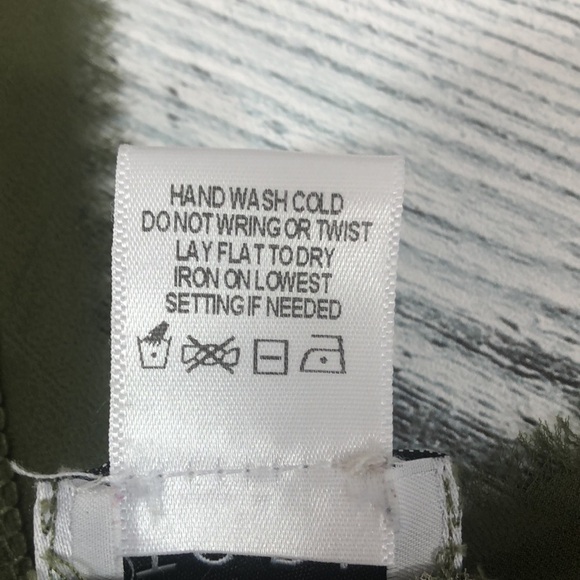 HAND WASH COLD
DO NOT WRING OR TWIST
LAY FLAT TO DRY
IRON ON LOWEST
SETTING IF NEEDED